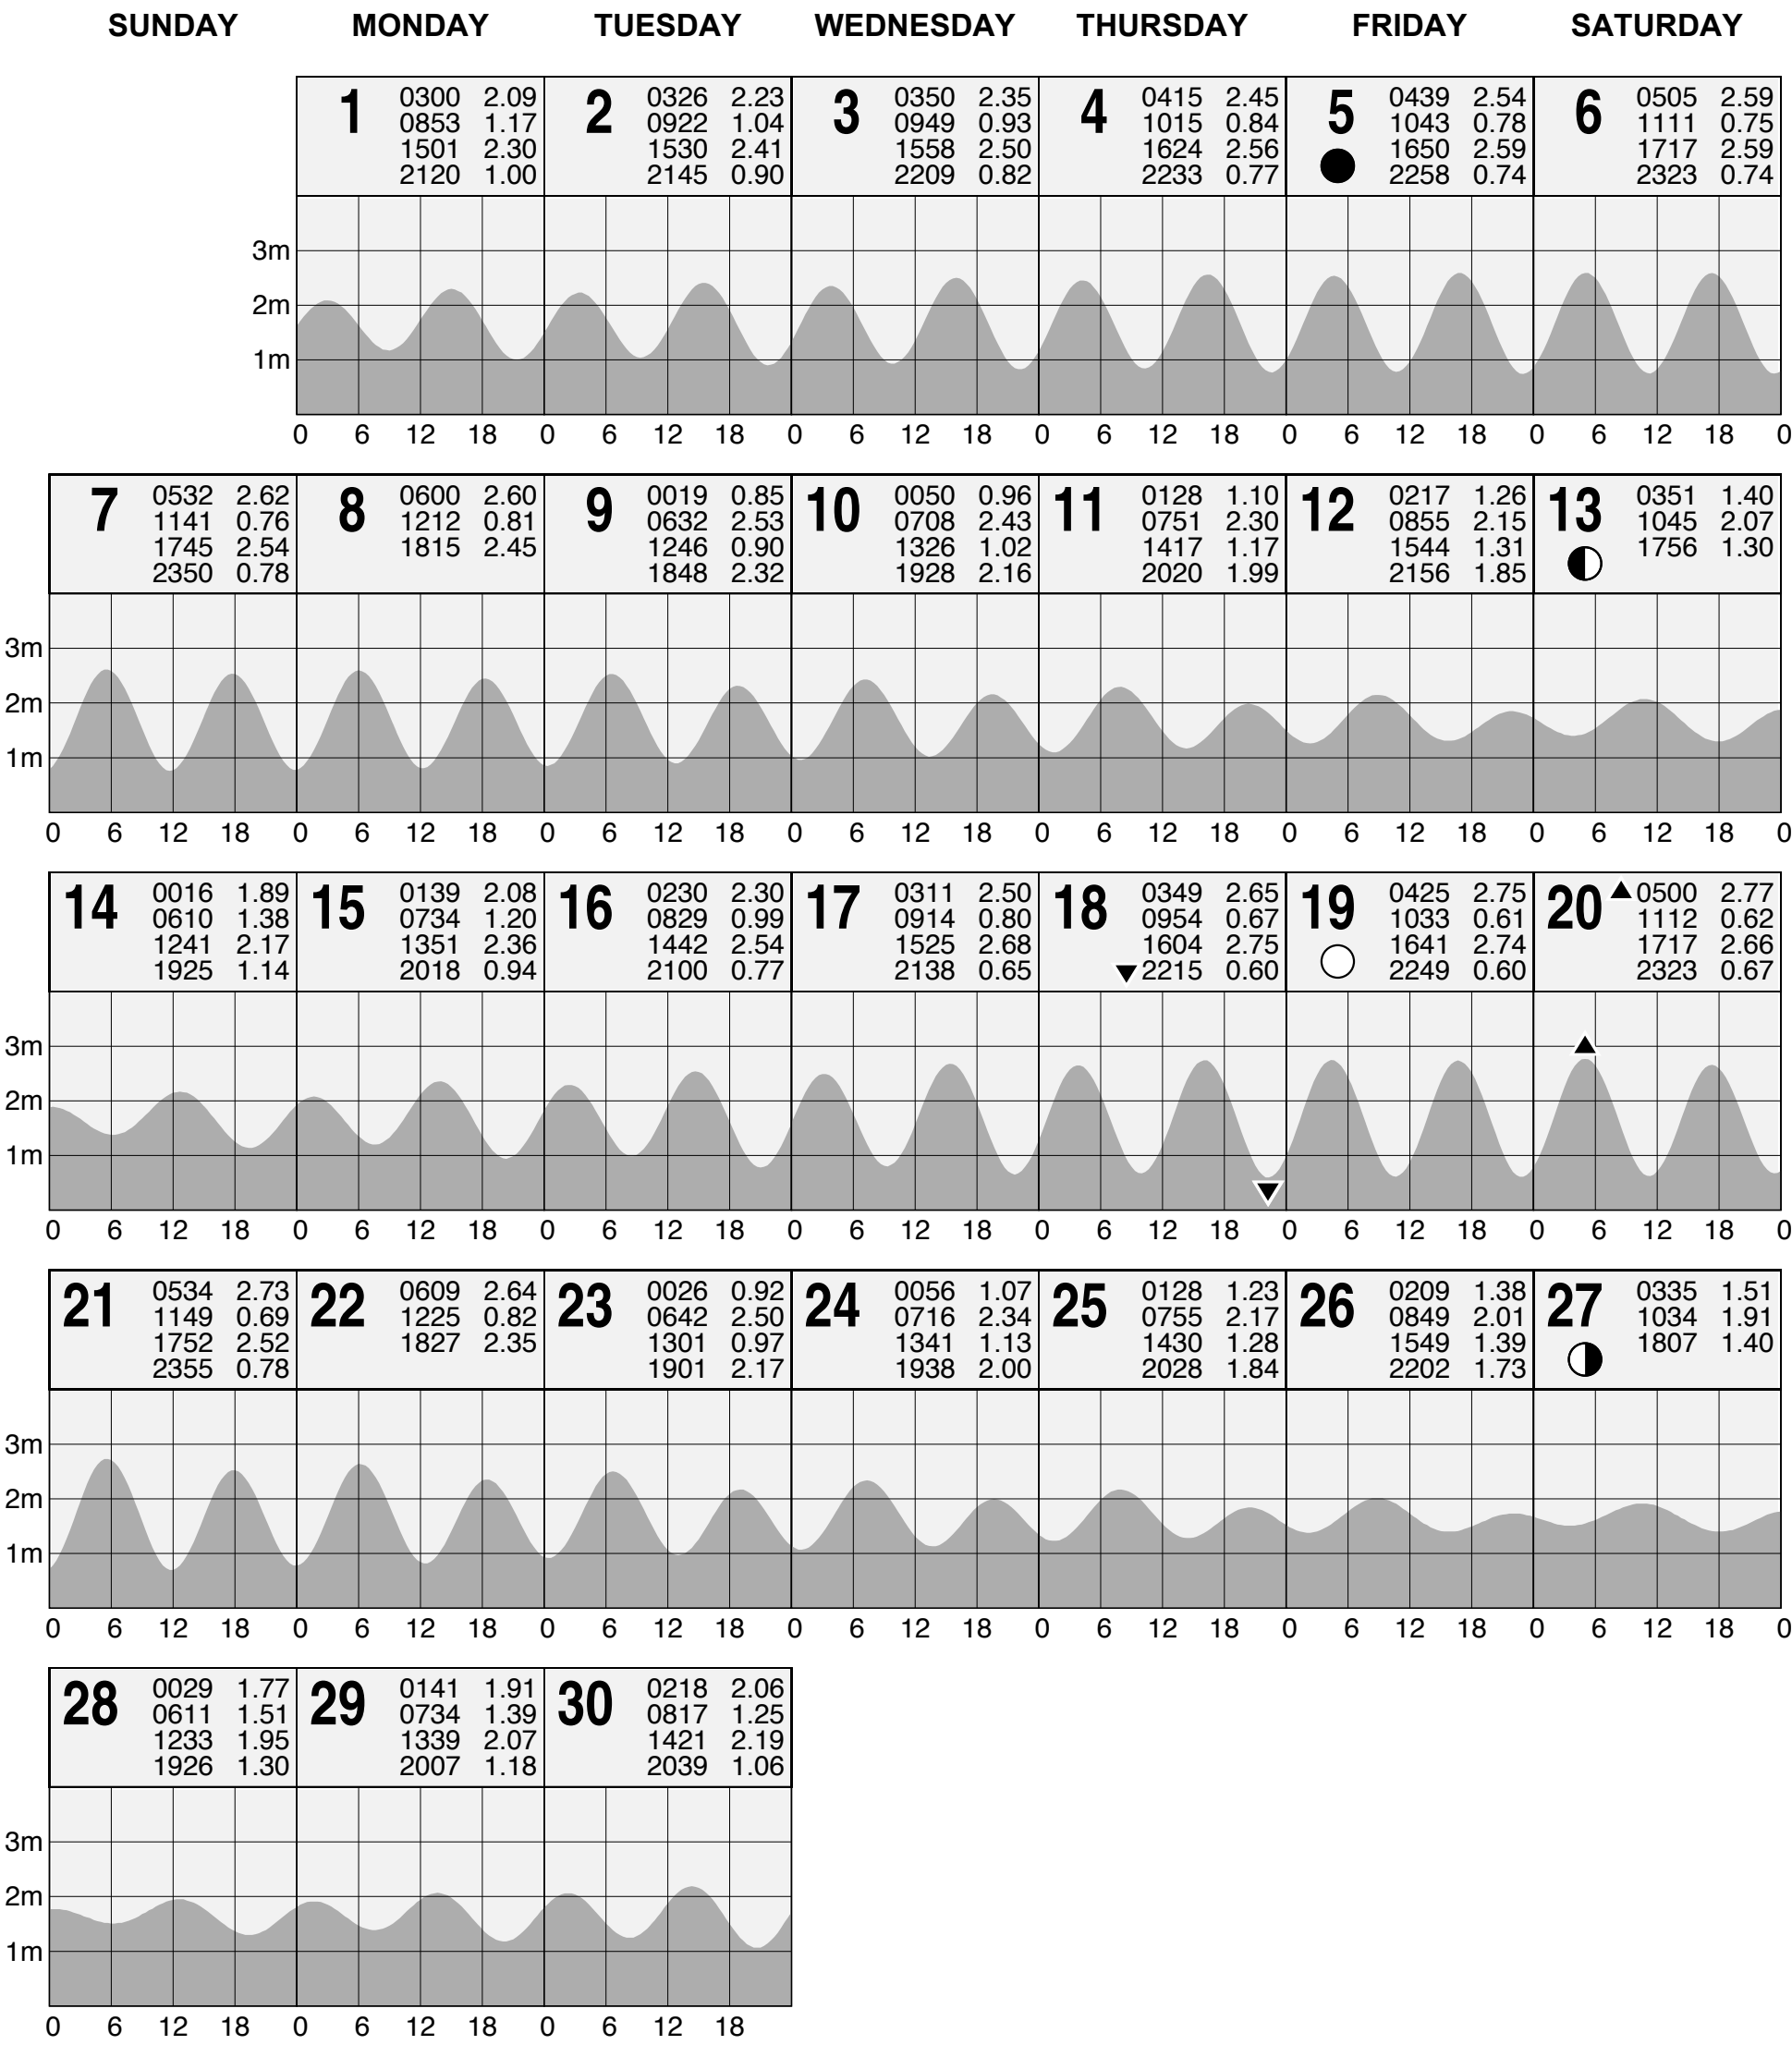 SUNDAY MONDAY TUESDAY WEDNESDAY THURSDAY FRIDAY SATURDAY
1 0300 2.09
0853 1.17
1501 2.30
2120 1.00
2 0326 2.23
0922 1.04
1530 2.41
2145 0.90
3 0350 2.35
0949 0.93
1558 2.50
2209 0.82
4 0415 2.45
1015 0.84
1624 2.56
2233 0.77
5 0439 2.54
1043 0.78
1650 2.59
2258 0.74
6 0505 2.59
1111 0.75
1717 2.59
2323 0.74
3m
2m
1m
0 6 12 18 0 6 12 18 0 6 12 18 0 6 12 18 0 6 12 18 0 6 12 18 0
7 0532 2.62
1141 0.76
1745 2.54
2350 0.78
8 0600 2.60
1212 0.81
1815 2.45
9 0019 0.85
0632 2.53
1246 0.90
1848 2.32
10 0050 0.96
0708 2.43
1326 1.02
1928 2.16
11 0128 1.10
0751 2.30
1417 1.17
2020 1.99
12 0217 1.26
0855 2.15
1544 1.31
2156 1.85
13 0351 1.40
1045 2.07
1756 1.30
3m
2m
1m
0 6 12 18 0 6 12 18 0 6 12 18 0 6 12 18 0 6 12 18 0 6 12 18 0 6 12 18 0
14 0016 1.89
0610 1.38
1241 2.17
1925 1.14
15 0139 2.08
0734 1.20
1351 2.36
2018 0.94
16 0230 2.30
0829 0.99
1442 2.54
2100 0.77
17 0311 2.50
0914 0.80
1525 2.68
2138 0.65
18 0349 2.65
0954 0.67
1604 2.75
2215 0.60
19 0425 2.75
1033 0.61
1641 2.74
2249 0.60
20 0500 2.77
1112 0.62
1717 2.66
2323 0.67
3m
2m
1m
0 6 12 18 0 6 12 18 0 6 12 18 0 6 12 18 0 6 12 18 0 6 12 18 0 6 12 18 0
21 0534 2.73
1149 0.69
1752 2.52
2355 0.78
22 0609 2.64
1225 0.82
1827 2.35
23 0026 0.92
0642 2.50
1301 0.97
1901 2.17
24 0056 1.07
0716 2.34
1341 1.13
1938 2.00
25 0128 1.23
0755 2.17
1430 1.28
2028 1.84
26 0209 1.38
0849 2.01
1549 1.39
2202 1.73
27 0335 1.51
1034 1.91
1807 1.40
3m
2m
1m
0 6 12 18 0 6 12 18 0 6 12 18 0 6 12 18 0 6 12 18 0 6 12 18 0 6 12 18 0
28 0029 1.77
0611 1.51
1233 1.95
1926 1.30
29 0141 1.91
0734 1.39
1339 2.07
2007 1.18
30 0218 2.06
0817 1.25
1421 2.19
2039 1.06
3m
2m
1m
0 6 12 18 0 6 12 18 0 6 12 18